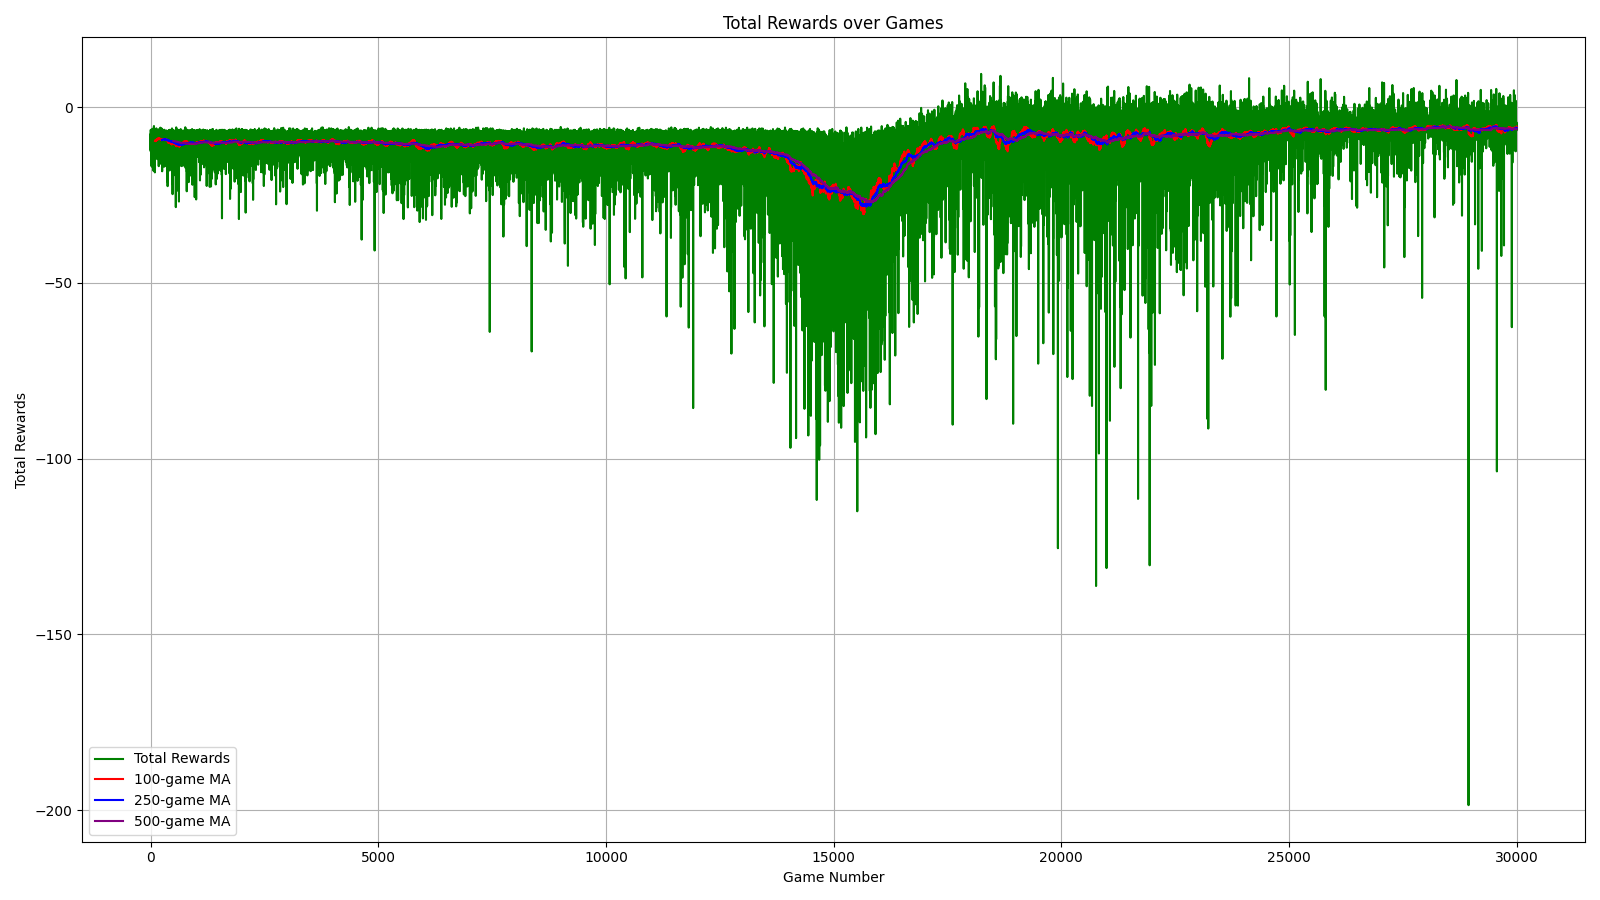 Total Rewards over Games
Total Rewards
0
−50
−100
−150
−200
Total Rewards
100-game MA
250-game MA
500-game MA
0
5000
10000
15000
20000
25000
30000
Game Number